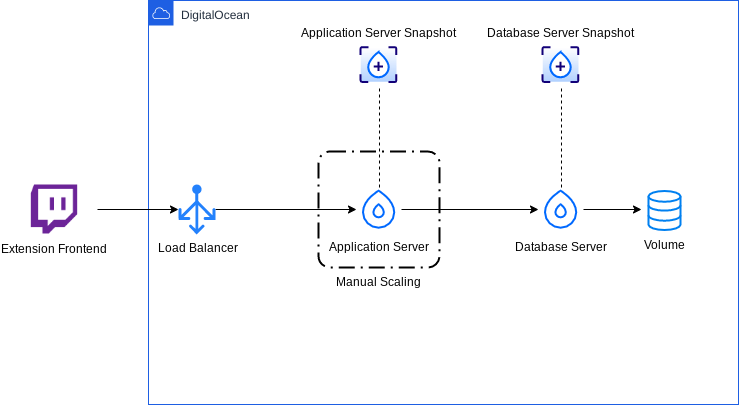 DigitalOcean
Application Server Snapshot
Database Server Snapshot
Extension Frontend
Load Balancer
Application Server
Database Server
Volume
Manual Scaling